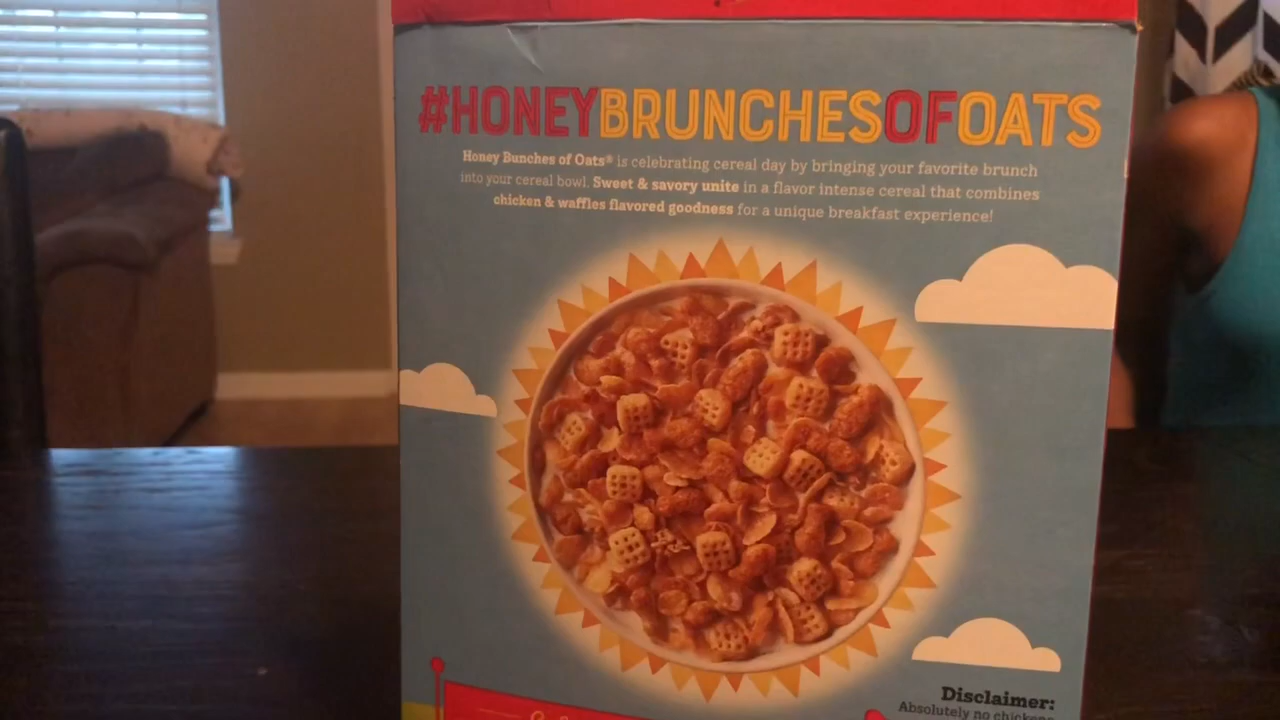 #HONEYBRUNCHESOFOATS
Honey Bunches of Oats® is celebrating cereal day by bringing your favorite brunch
into your cereal bowl. Sweet & savory unite in a flavor intense cereal that combines
chicken & waffles flavored goodness for a unique breakfast experience!
Disclaimer:
Absolutely no chickens